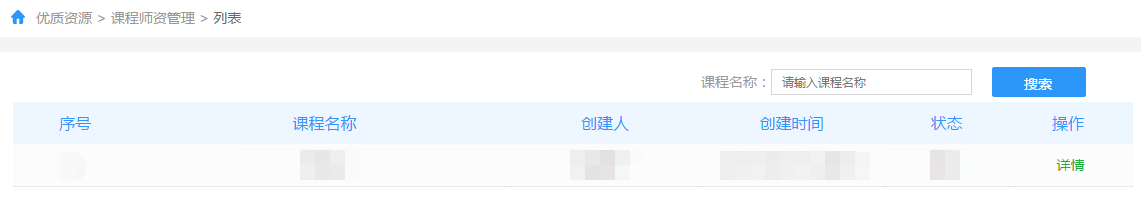 优质资源 > 课程师资管理 > 列表
课程名称： 请输入课程名称 搜索
序号 课程名称 创建人 创建时间 状态 操作
详情